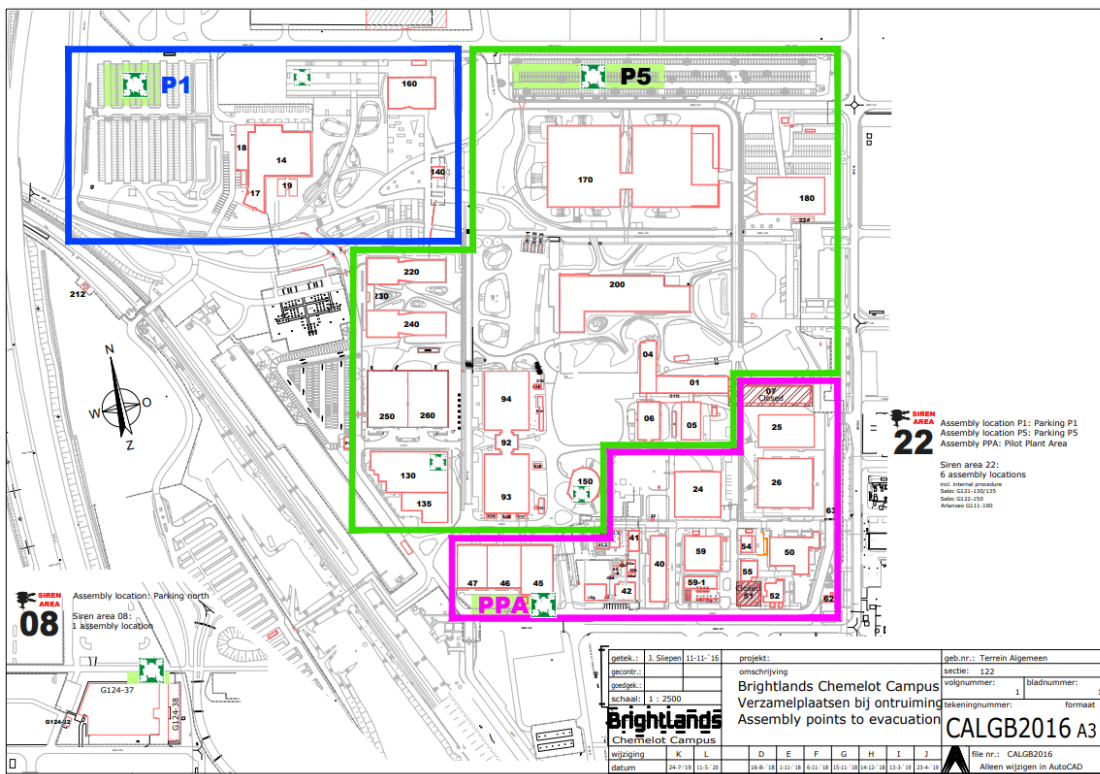 P1
P5
160
18
14
17
19
140
170
180
224
212
220
230
240
200
04
01
07
Closed
250
260
94
06
05
25
92
130
135
93
150
24
26
63
N
W
O
Z
SIREN
AREA
22
Assembly location P1: Parking P1
Assembly location P5: Parking P5
Assembly PPA: Pilot Plant Area
Siren area 22:
6 assembly locations
incl. internal procedure
Sabic G121-130/135
Sabic G122-150
Arlanxeo G111-160
41
40
59
54
50
47
46
45
59-1
55
42
Closed
51
52
62
PPA
SIREN
AREA
08
Assembly location: Parking north
Siren area 08:
1 assembly location
G124-37
G124-38
G124-12
getek.: J. Sliepen 11-11-'16
gecontr.:
goedgek.:
schaal: 1 : 2500
Brightlands
Chemelot Campus
projekt:
omschrijving
Brightlands Chemelot Campus
Verzamelplaatsen bij ontruiming
Assembly points to evacuation
geb.nr.: Terrein Algemeen
sectie: 122
volgnummer: 1 bladnummer: 1
tekeningnummer: formaat
CALGB2016 A3
wijziging K L D E F G H I J
datum 24-7-'19 11-5-'20 16-8-'18 1-11-'18 6-11-'18 15-11-'18 14-12-'18 13-3-'19 23-4-'19
file nr.: CALGB2016
Alleen wijzigen in AutoCAD